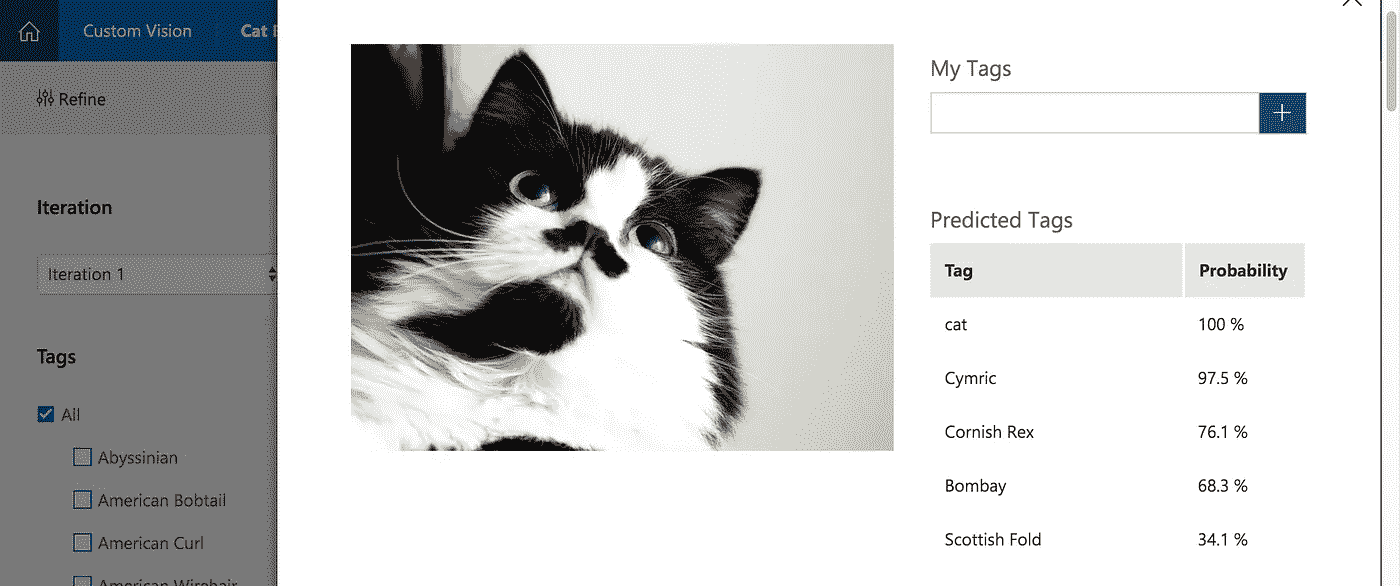 Custom Vision
Cat
Refine
Iteration
Iteration 1
Tags
All
Abyssinian
American Bobtail
American Curl
American Wirehair
My Tags
+
Predicted Tags
Tag Probability
cat 100 %
Cymric 97.5 %
Cornish Rex 76.1 %
Bombay 68.3 %
Scottish Fold 34.1 %